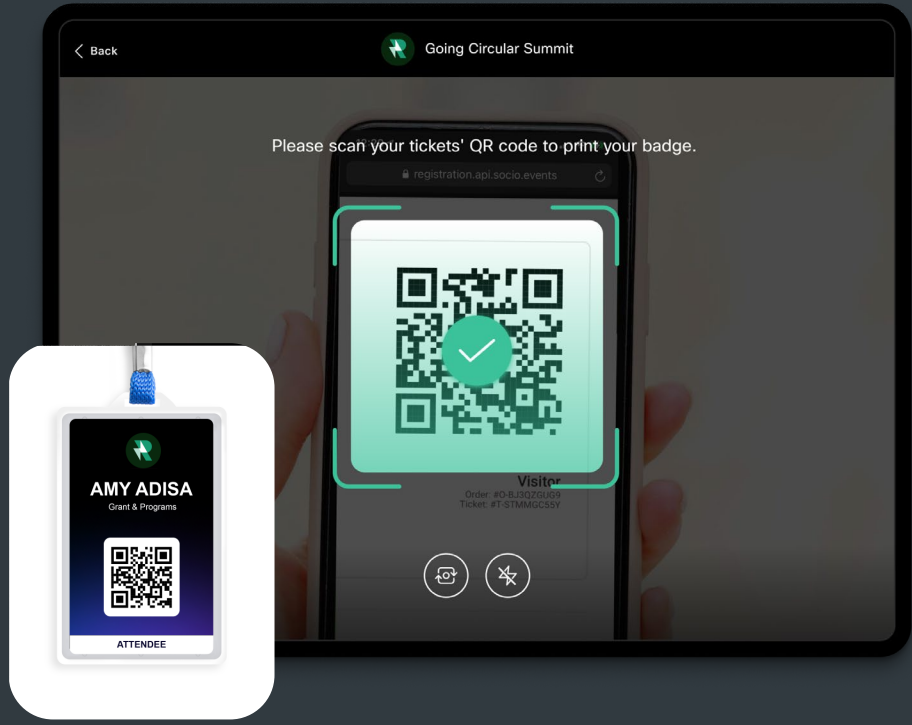 Back
Going Circular Summit
Please scan your tickets' QR code to print your badge.
registration.api.socio.events
Visitor
Order: #O-BJ3QZGUG9
Ticket: #T-STMMGCS5Y
AMY ADISA
Grant & Programs
ATTENDEE